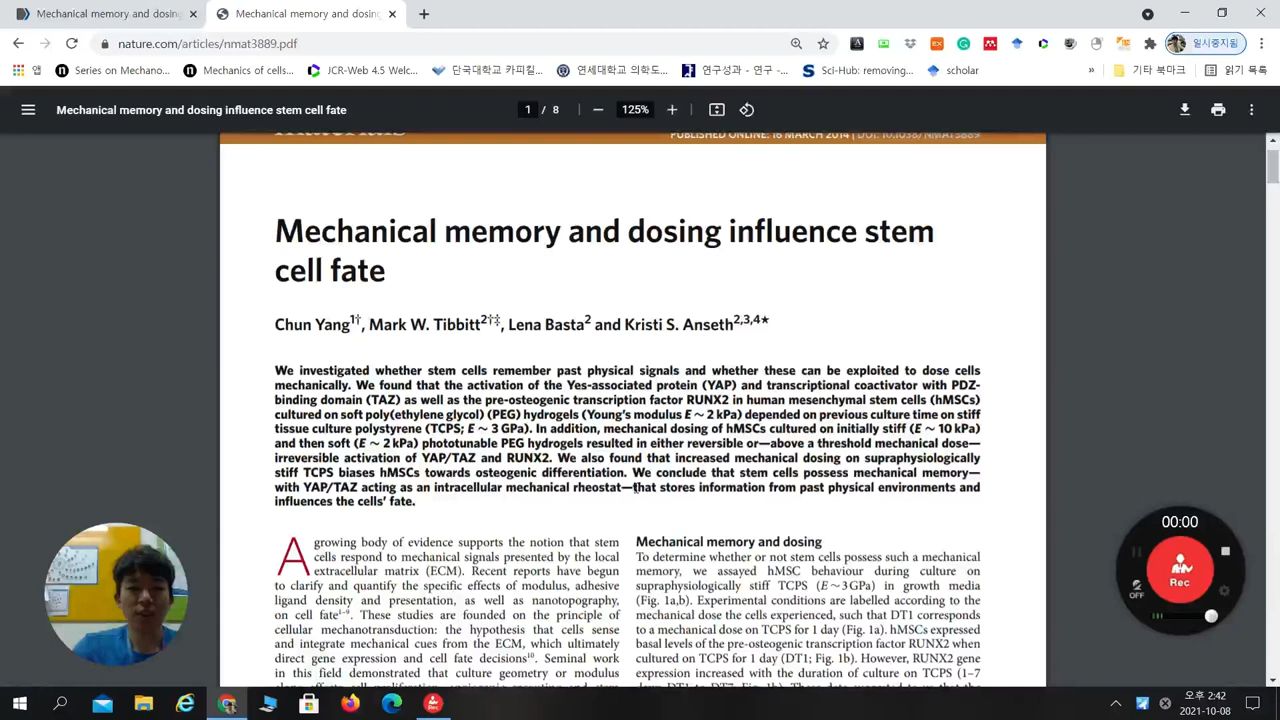 Mechanical memory and dosing
Mechanical memory and dosing
nature.com/articles/nmat3889.pdf
일시중지됨
앱
Series on Mechano...
Mechanics of cells...
JCR-Web 4.5 Welc...
단국대학교 카피킬...
연세대학교 의학도...
연구성과 - 연구 -...
Sci-Hub: removing...
scholar
»
기타 북마크
읽기 목록
Mechanical memory and dosing influence stem cell fate
1 / 8
125%
PUBLISHED ONLINE: 16 MARCH 2014 | DOI: 10.1038/NMAT3889
Mechanical memory and dosing influence stem
cell fate
Chun Yang1†, Mark W. Tibbitt2†‡, Lena Basta2 and Kristi S. Anseth2,3,4★
We investigated whether stem cells remember past physical signals and whether these can be exploited to dose cells
mechanically. We found that the activation of the Yes-associated protein (YAP) and transcriptional coactivator with PDZ-
binding domain (TAZ) as well as the pre-osteogenic transcription factor RUNX2 in human mesenchymal stem cells (hMSCs)
cultured on soft poly(ethylene glycol) (PEG) hydrogels (Young's modulus E ~ 2 kPa) depended on previous culture time on stiff
tissue culture polystyrene (TCPS; E ~ 3 GPa). In addition, mechanical dosing of hMSCs cultured on initially stiff (E ~ 10 kPa)
and then soft (E ~ 2 kPa) phototunable PEG hydrogels resulted in either reversible or—above a threshold mechanical dose—
irreversible activation of YAP/TAZ and RUNX2. We also found that increased mechanical dosing on supraphysiologically
stiff TCPS biases hMSCs towards osteogenic differentiation. We conclude that stem cells possess mechanical memory—
with YAP/TAZ acting as an intracellular mechanical rheostat—that stores information from past physical environments and
influences the cells' fate.
A growing body of evidence supports the notion that stem
cells respond to mechanical signals presented by the local
extracellular matrix (ECM). Recent reports have begun
to clarify and quantify the specific effects of modulus, adhesive
ligand density and presentation, as well as nanotopography,
on cell fate1–9. These studies are founded on the principle of
cellular mechanotransduction: the hypothesis that cells sense
and integrate mechanical cues from the ECM, which ultimately
direct gene expression and cell fate decisions10. Seminal work
in this field demonstrated that culture geometry or modulus
Mechanical memory and dosing
To determine whether or not stem cells possess such a mechanical
memory, we assayed hMSC behaviour during culture on
supraphysiologically stiff TCPS (E ~ 3 GPa) in growth media
(Fig. 1a,b). Experimental conditions are labelled according to the
mechanical dose the cells experienced, such that DT1 corresponds
to a mechanical dose on TCPS for 1 day (Fig. 1a). hMSCs expressed
basal levels of the pre-osteogenic transcription factor RUNX2 when
cultured on TCPS for 1 day (DT1; Fig. 1b). However, RUNX2 gene
expression increased with the duration of culture on TCPS (1–7
00:00
Rec
OFF
오후 2:42
2021-10-08